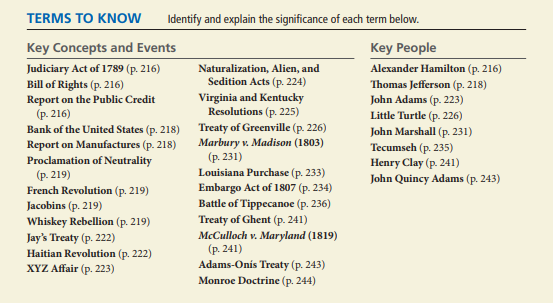 TERMS TO KNOW Identify and explain the significance of each term below.
Key Concepts and Events
Judiciary Act of 1789 (p. 216)
Bill of Rights (p. 216)
Report on the Public Credit
(p. 216)
Bank of the United States (p. 218)
Report on Manufactures (p. 218)
Proclamation of Neutrality
(p. 219)
French Revolution (p. 219)
Jacobins (p. 219)
Whiskey Rebellion (p. 219)
Jay's Treaty (p. 222)
Haitian Revolution (p. 222)
XYZ Affair (p. 223)
Naturalization, Alien, and
Sedition Acts (p. 224)
Virginia and Kentucky
Resolutions (p. 225)
Treaty of Greenville (p. 226)
Marbury v. Madison (1803)
(p. 231)
Louisiana Purchase (p. 233)
Embargo Act of 1807 (p. 234)
Battle of Tippecanoe (p. 236)
Treaty of Ghent (p. 241)
McCulloch v. Maryland (1819)
(p. 241)
Adams-Onís Treaty (p. 243)
Monroe Doctrine (p. 244)
Key People
Alexander Hamilton (p. 216)
Thomas Jefferson (p. 218)
John Adams (p. 223)
Little Turtle (p. 226)
John Marshall (p. 231)
Tecumseh (p. 235)
Henry Clay (p. 241)
John Quincy Adams (p. 243)